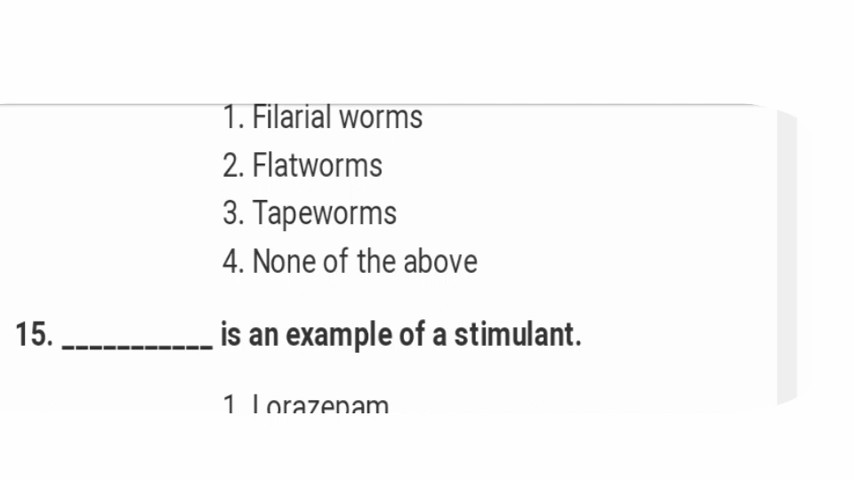 1. Filarial worms
2. Flatworms
3. Tapeworms
4. None of the above
15. ___________ is an example of a stimulant.
1. Lorazepam